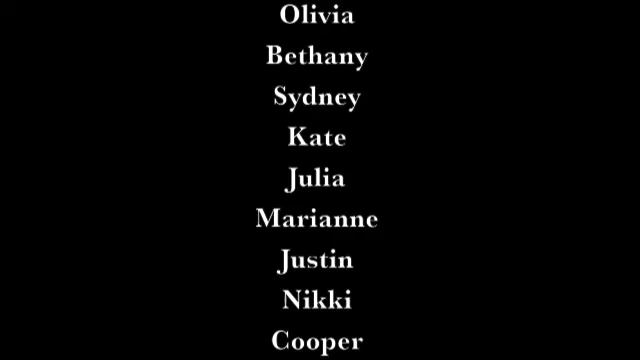 Olivia
Bethany
Sydney
Kate
Julia
Marianne
Justin
Nikki
Cooper